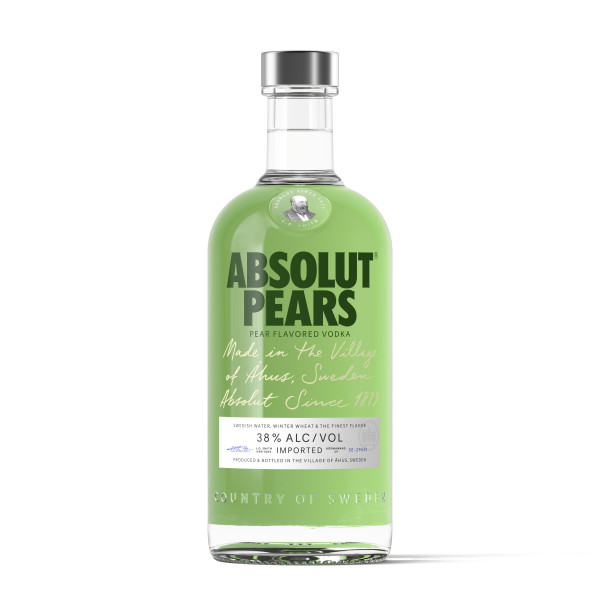 ABSOLUT
PEARS
PEAR FLAVORED VODKA
Made in the Village
of Åhus, Sweden
Absolut Since 1879
SWEDISH WATER, WINTER WHEAT & THE FINEST FLAVOR
38% ALC/VOL
IMPORTED
PRODUCED & BOTTLED IN THE VILLAGE OF ÅHUS, SWEDEN
COUNTRY OF SWEDEN